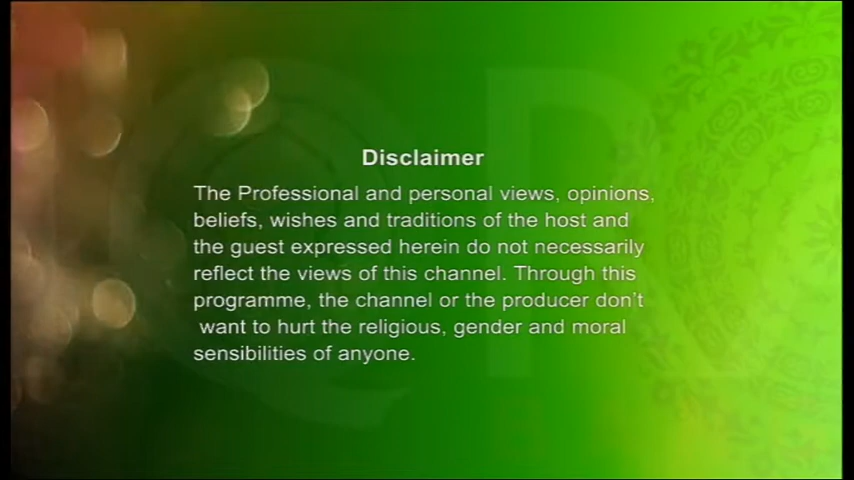 Disclaimer
The Professional and personal views, opinions,
beliefs, wishes and traditions of the host and
the guest expressed herein do not necessarily
reflect the views of this channel. Through this
programme, the channel or the producer don't
want to hurt the religious, gender and moral
sensibilities of anyone.